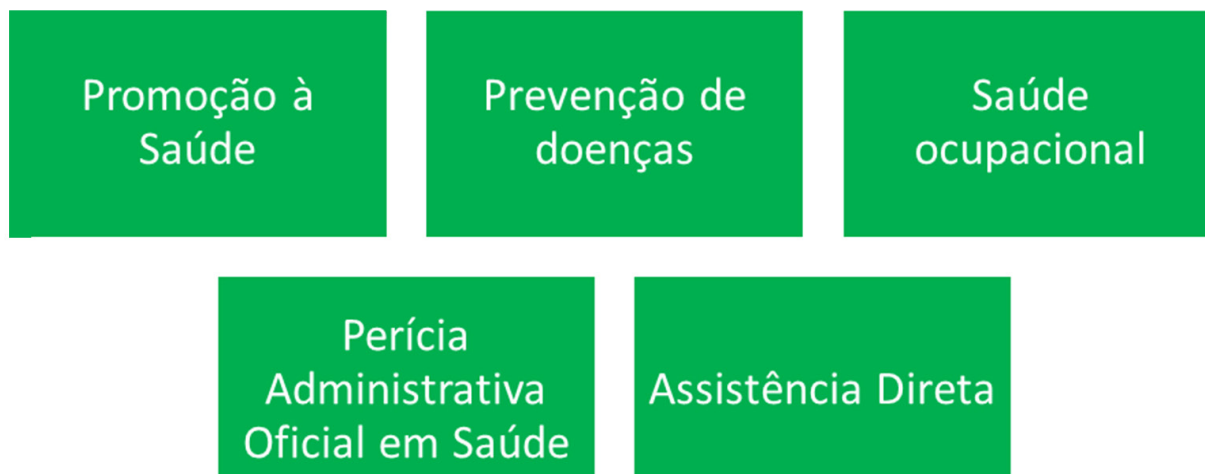 Promoção à
Saúde
Prevenção de
doenças
Saúde
ocupacional
Perícia
Administrativa
Oficial em Saúde
Assistência Direta